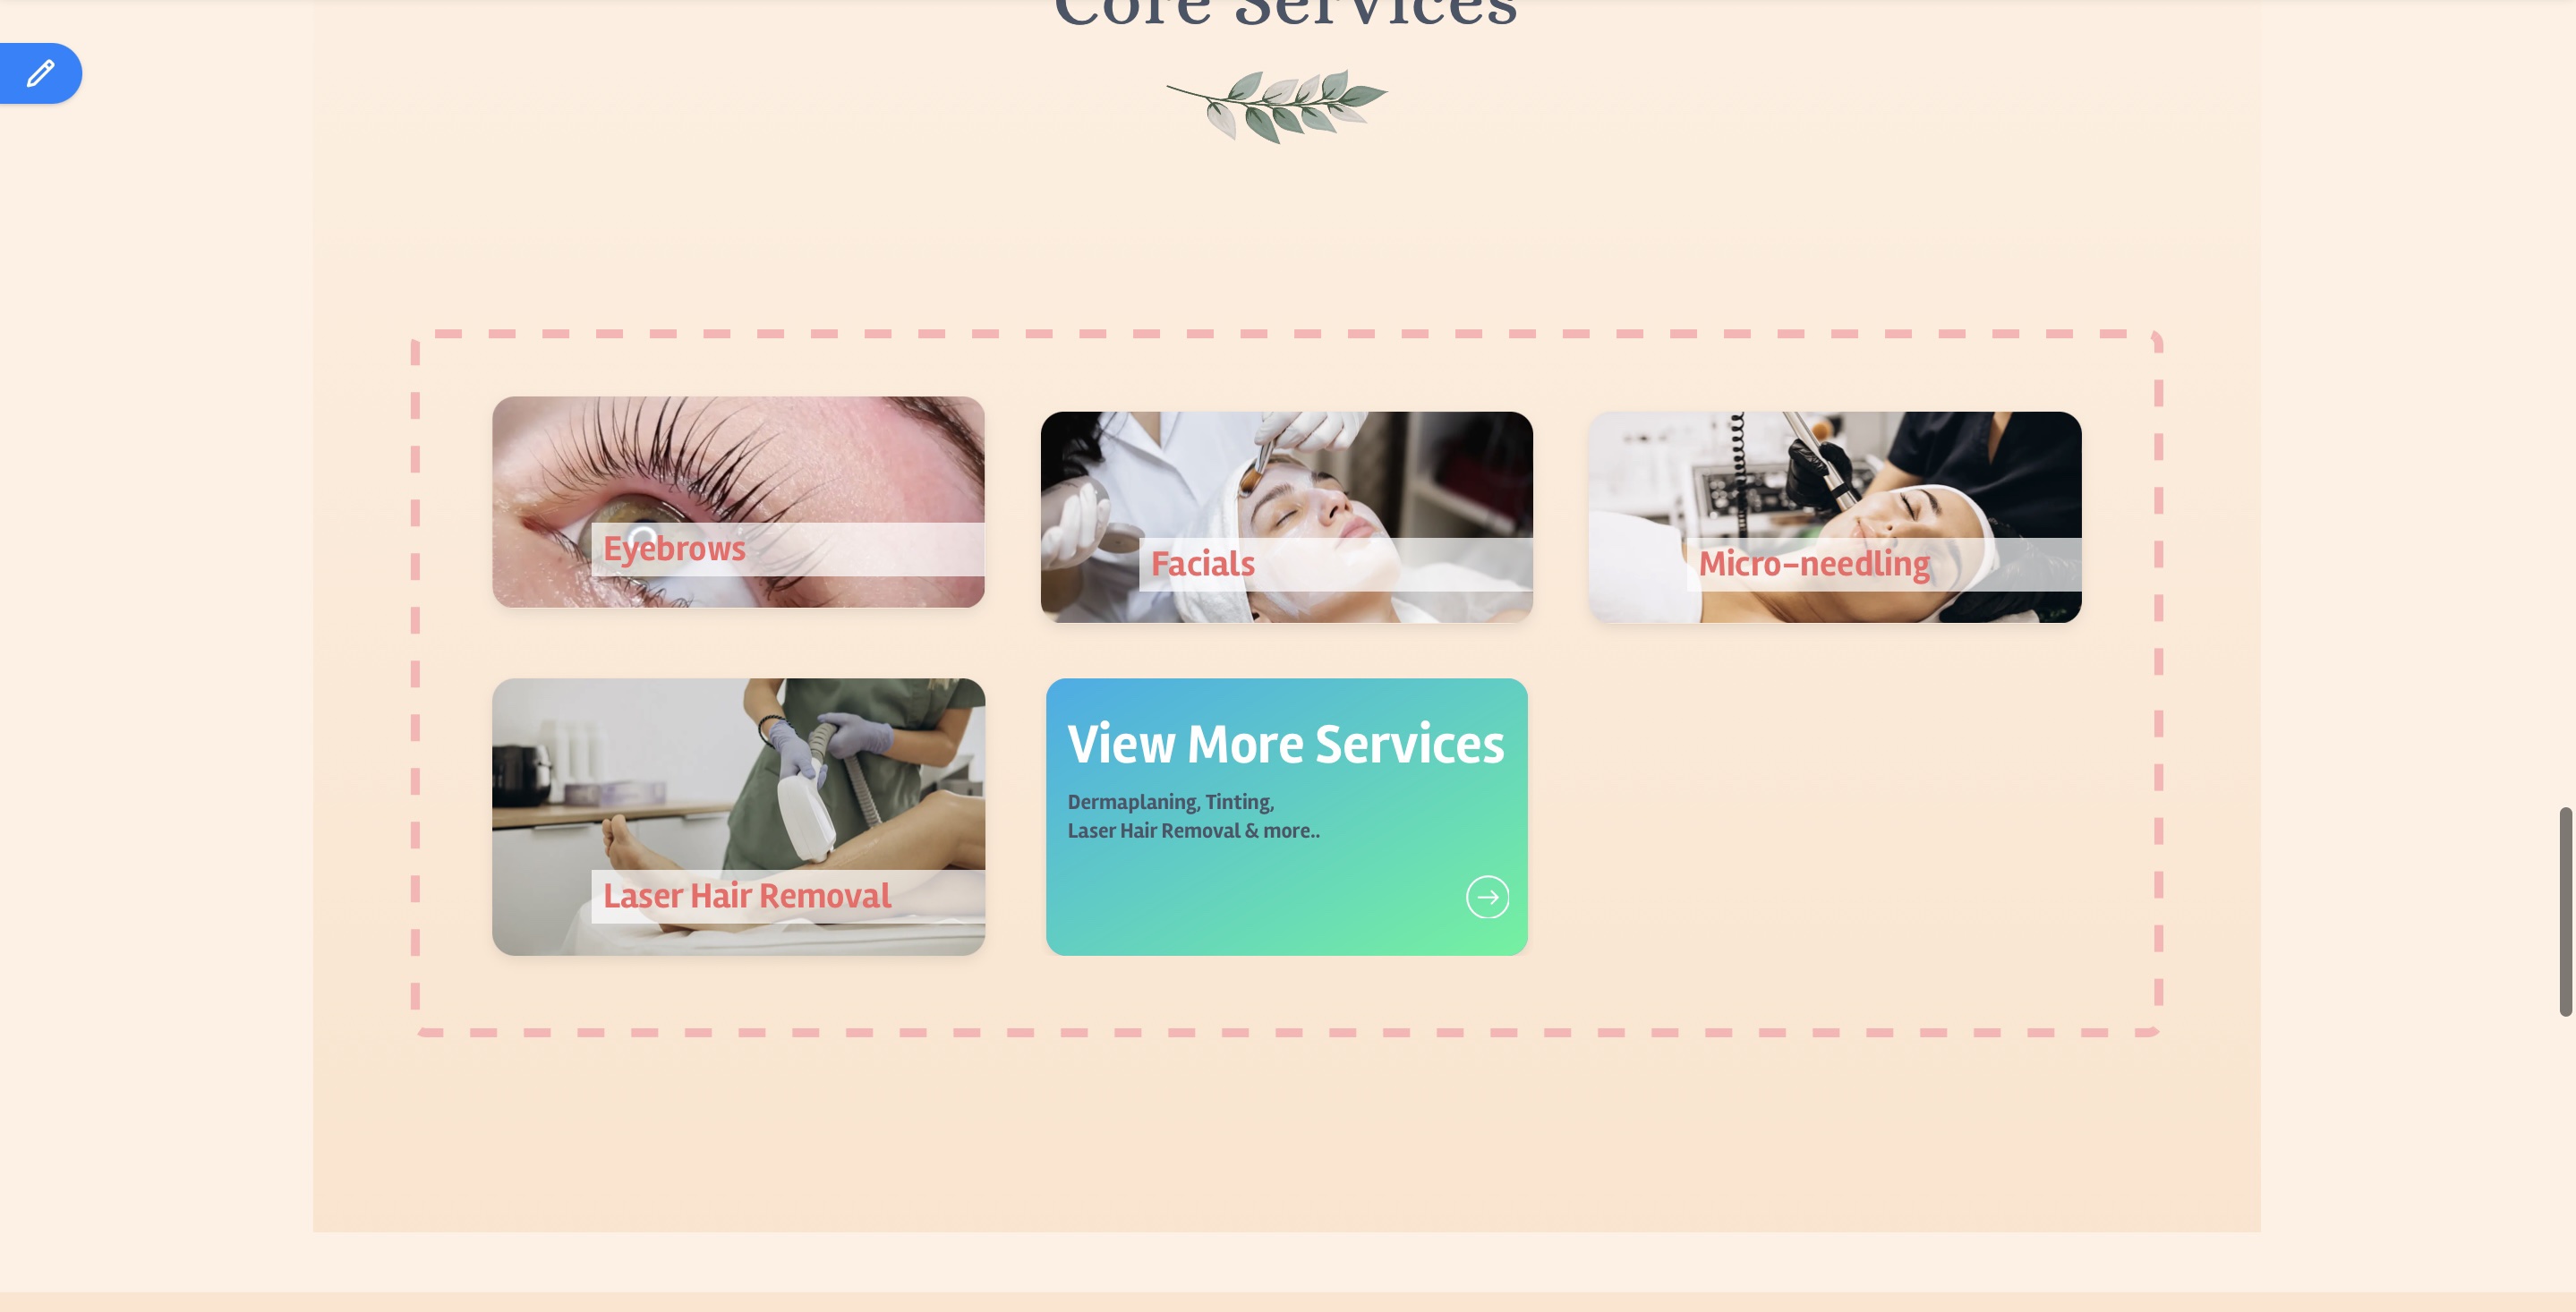 Core Services
Eyebrows
Facials
Micro-needling
Laser Hair Removal
View More Services
Dermaplaning, Tinting,
Laser Hair Removal & more..